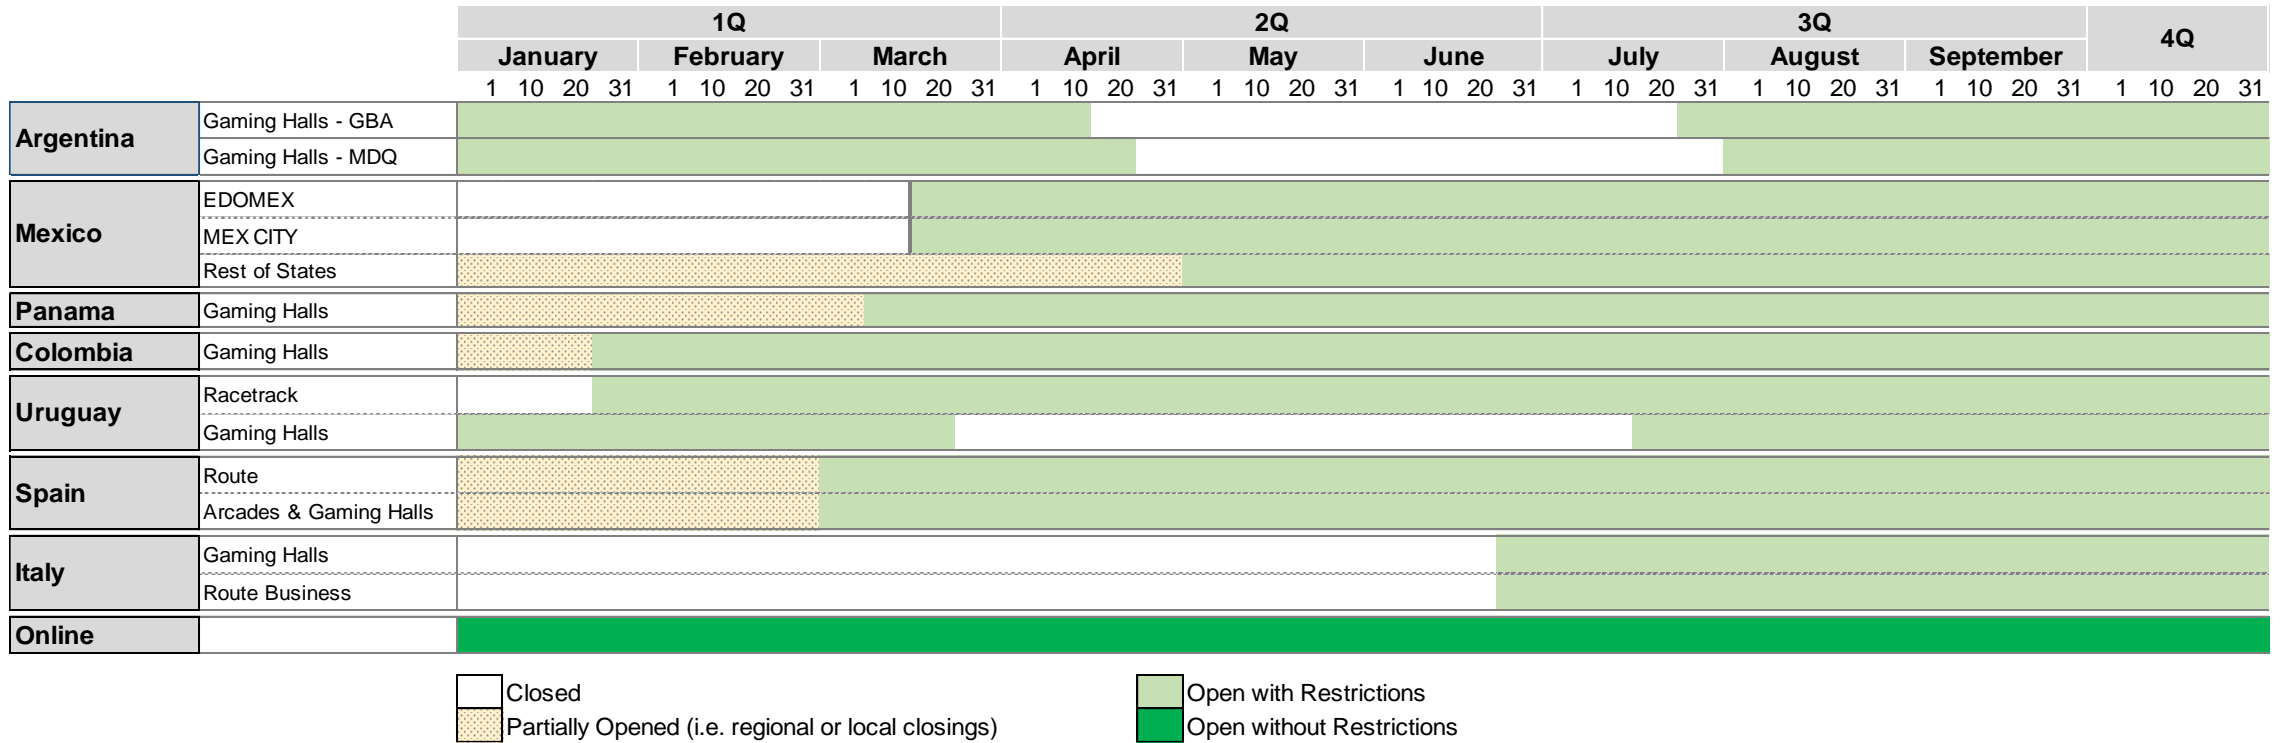 1Q 2Q 3Q 4Q
January February March April May June July August September
1 10 20 31 1 10 20 31 1 10 20 31 1 10 20 31 1 10 20 31 1 10 20 31 1 10 20 31 1 10 20 31 1 10 20 31 1 10 20 31
Argentina
Gaming Halls - GBA
Gaming Halls - MDQ
Mexico
EDOMEX
MEX CITY
Rest of States
Panama
Gaming Halls
Colombia
Gaming Halls
Uruguay
Racetrack
Gaming Halls
Spain
Route
Arcades & Gaming Halls
Italy
Gaming Halls
Route Business
Online
Closed
Open with Restrictions
Partially Opened (i.e. regional or local closings)
Open without Restrictions